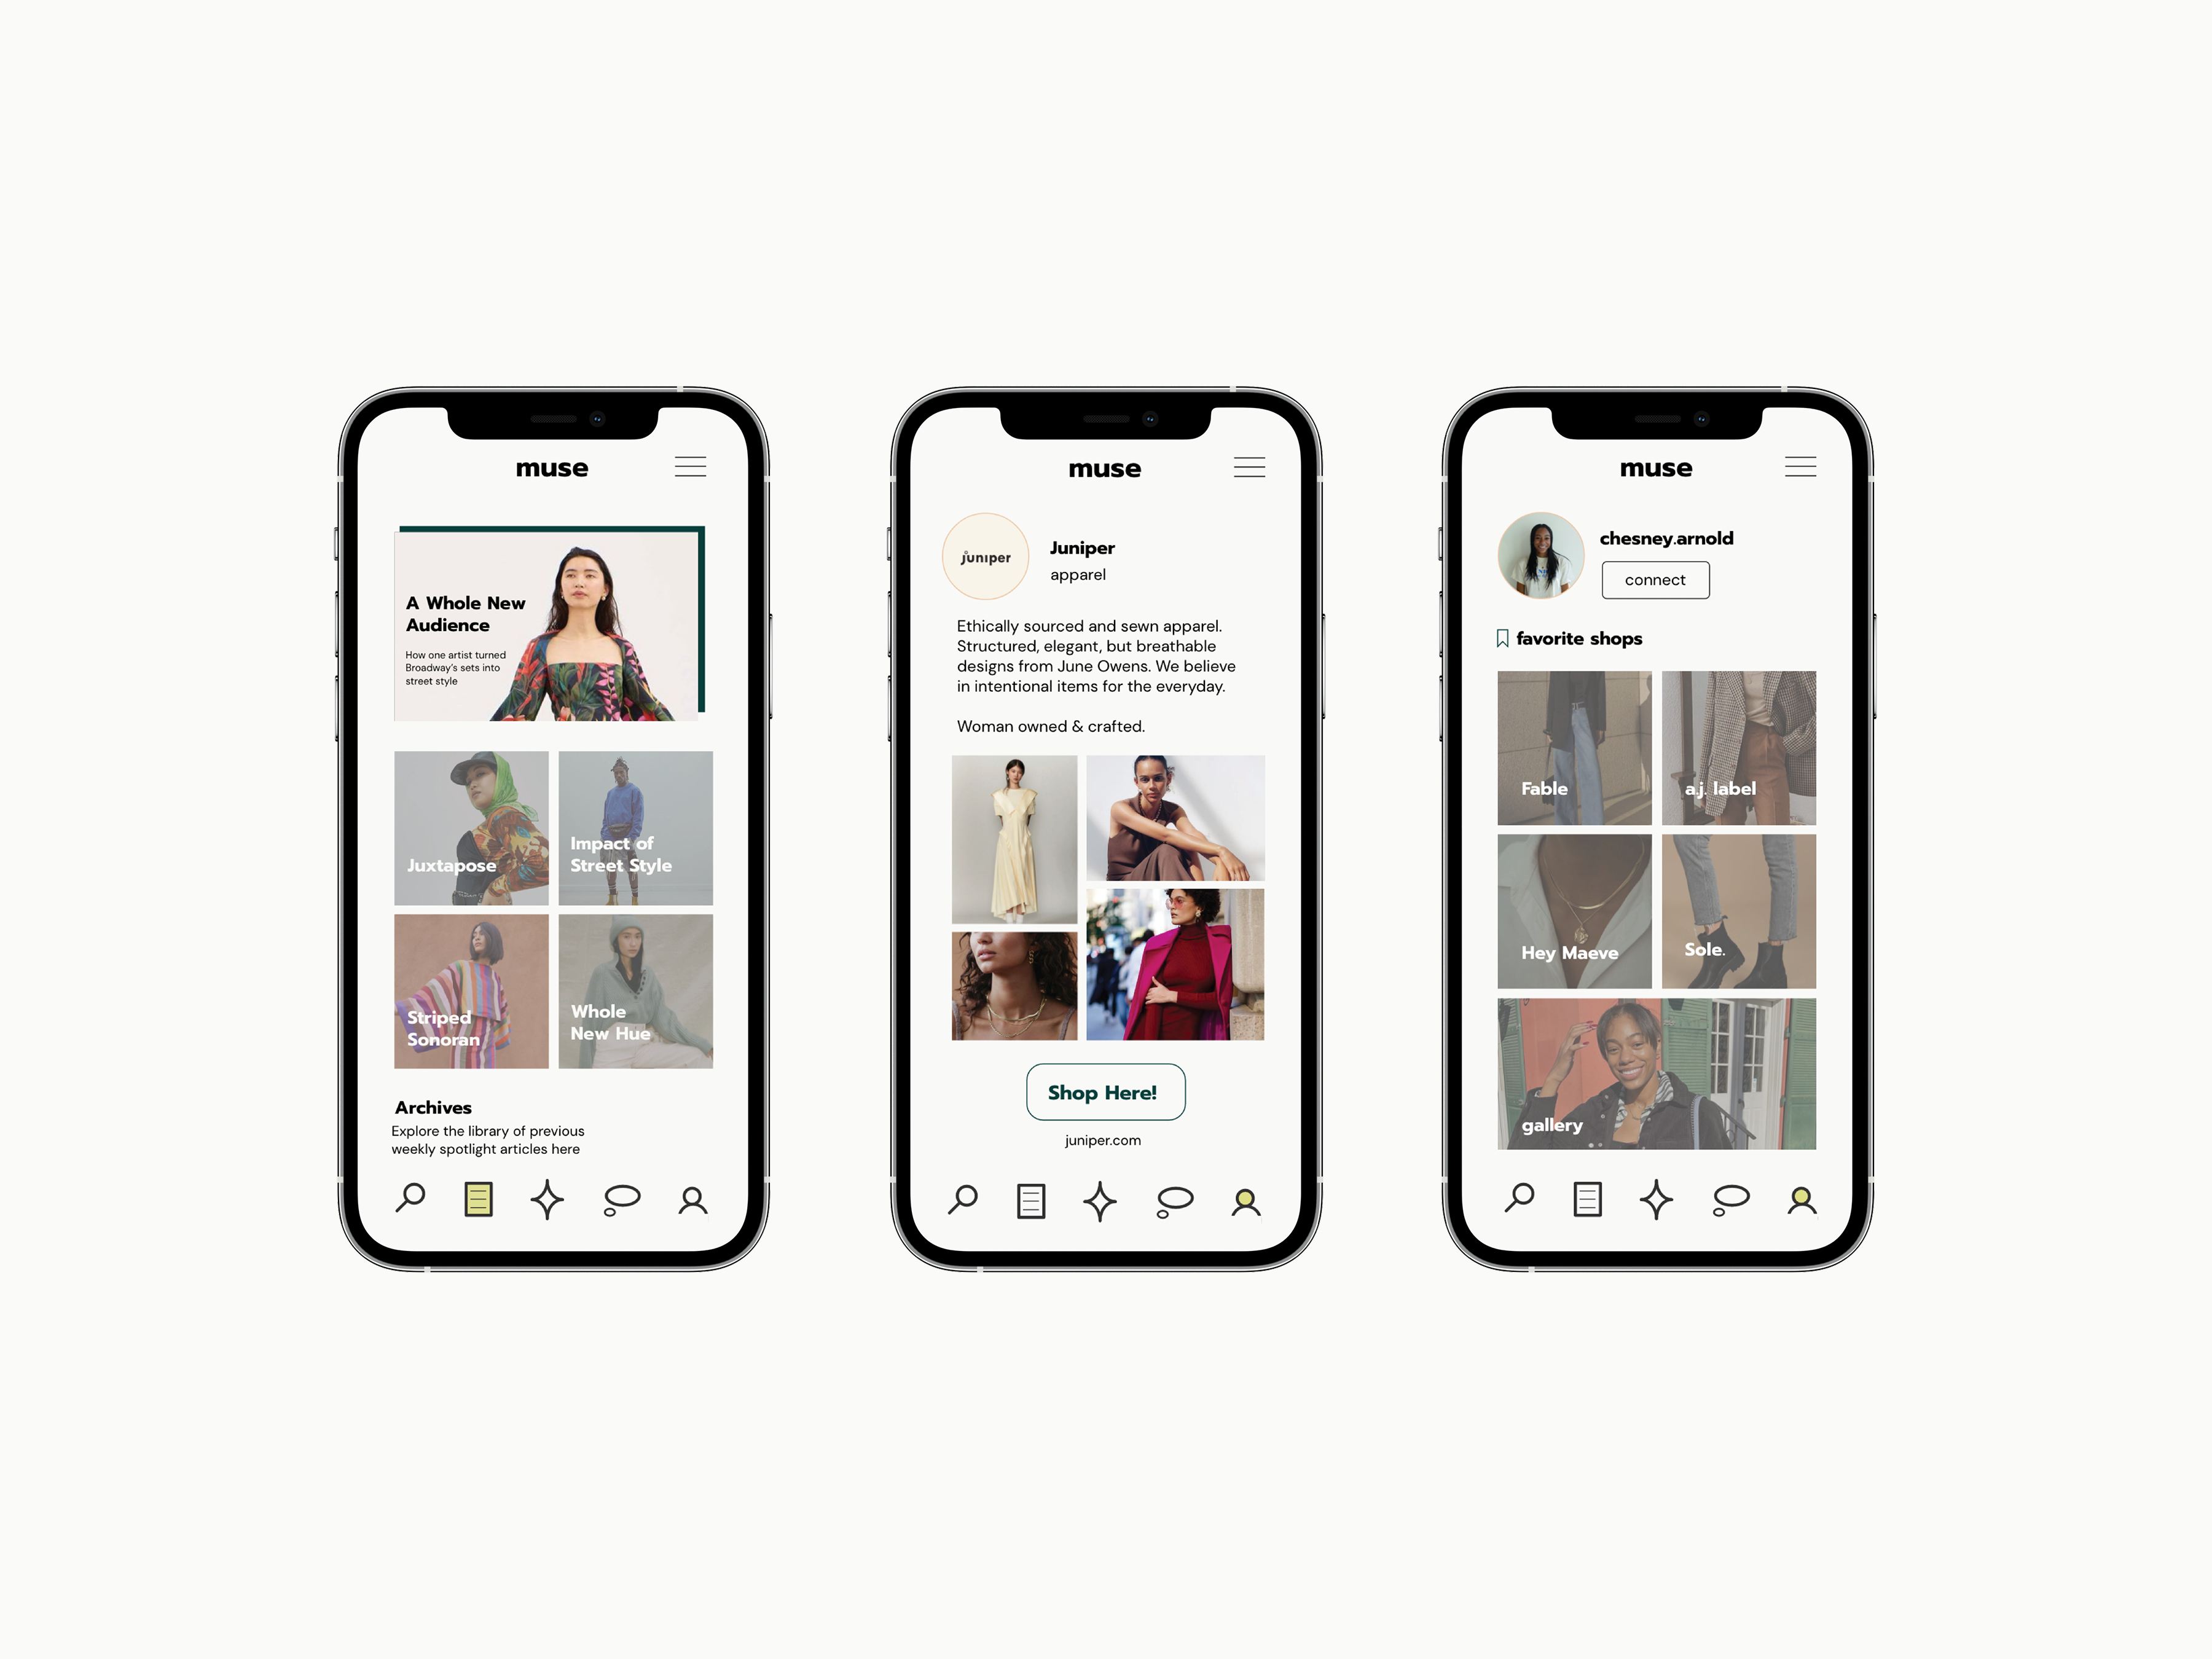 muse
A Whole New
Audience
How one artist turned
Broadway's sets into
street style
Juxtapose
Impact of
Street Style
Striped
Sonoran
Whole
New Hue
Archives
Explore the library of previous
weekly spotlight articles here
muse
juniper
Juniper
apparel
Ethically sourced and sewn apparel.
Structured, elegant, but breathable
designs from June Owens. We believe
in intentional items for the everyday.
Woman owned & crafted.
Shop Here!
juniper.com
muse
chesney.arnold
connect
favorite shops
Fable
a.j. label
Hey Maeve
Sole.
gallery